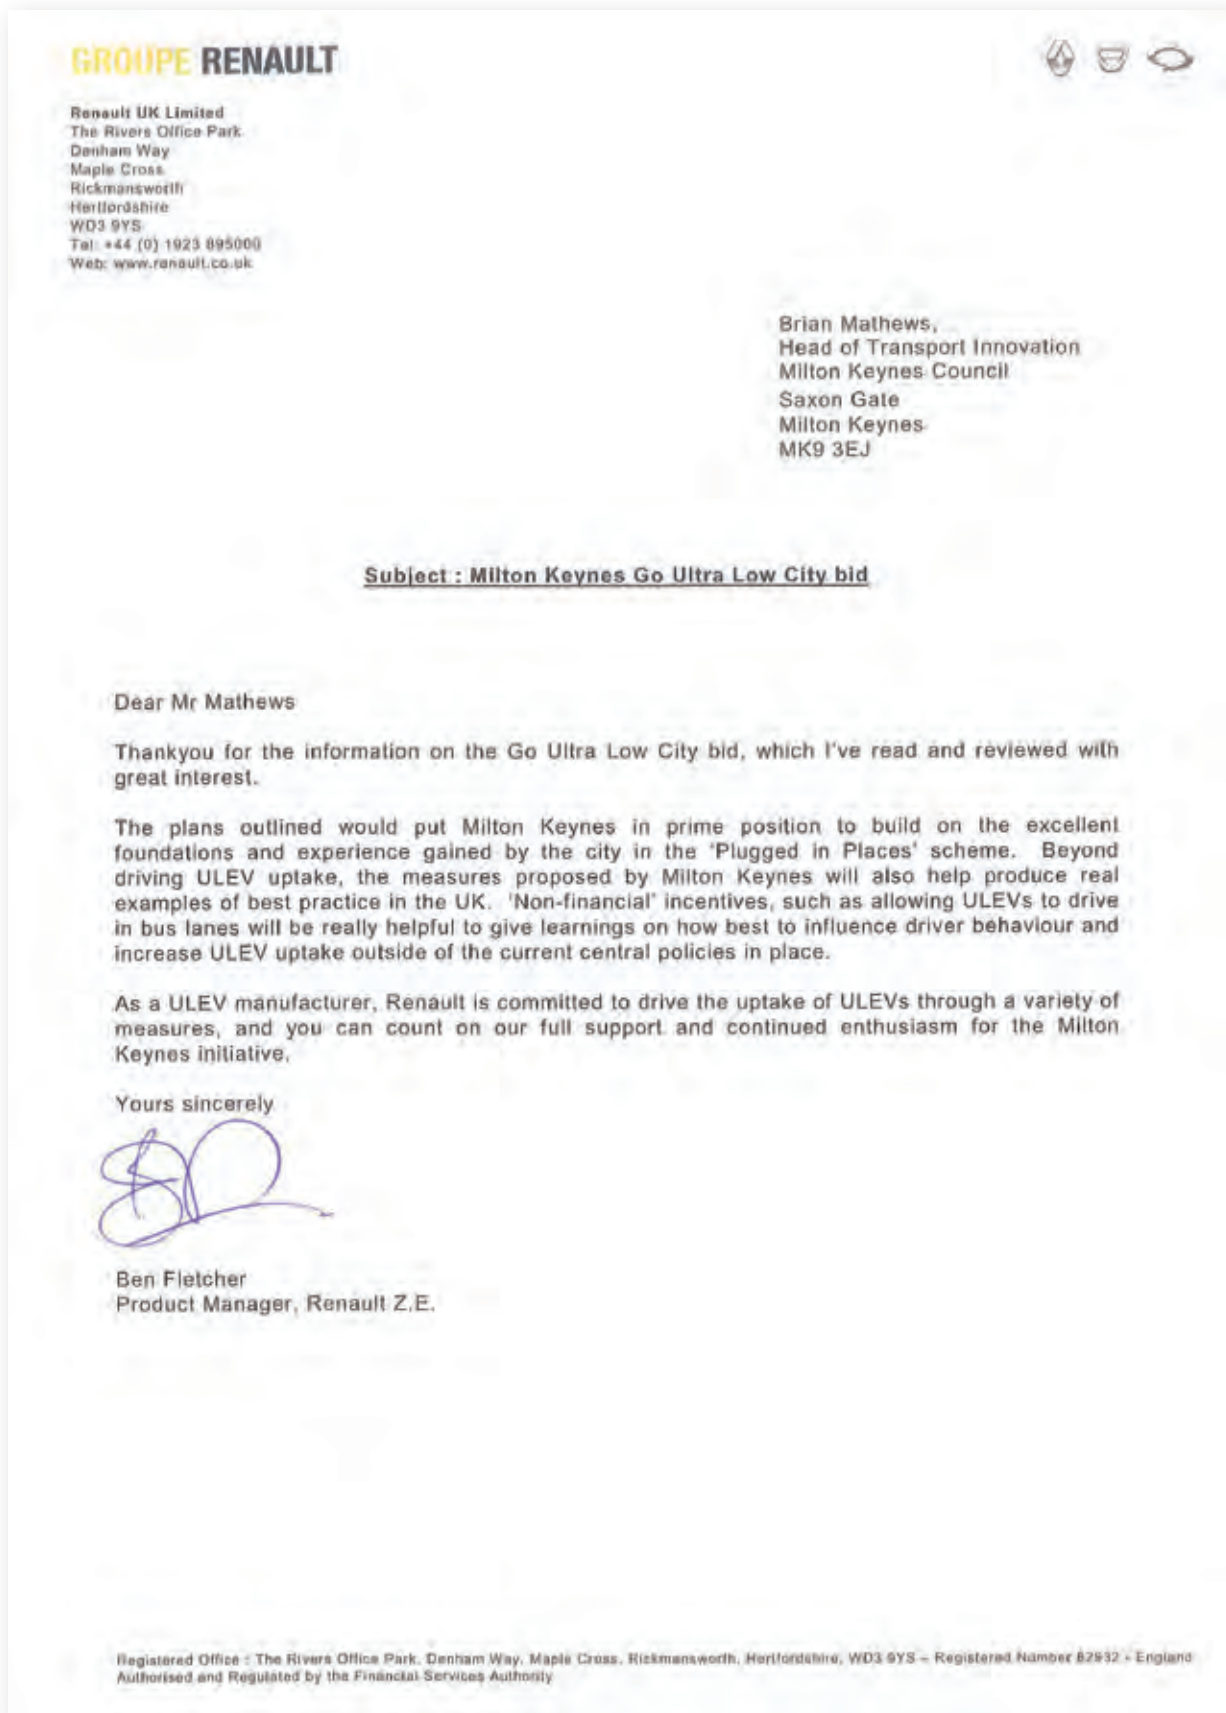 GROUPE RENAULT
Renault UK Limited
The Rivers Office Park
Denham Way
Maple Cross
Rickmansworth
Hertfordshire
WD3 9YS
Tel: +44 (0) 1923 895000
Web: www.renault.co.uk
Brian Mathews,
Head of Transport Innovation
Milton Keynes Council
Saxon Gate
Milton Keynes
MK9 3EJ
Subject : Milton Keynes Go Ultra Low City bid
Dear Mr Mathews
Thankyou for the information on the Go Ultra Low City bid, which I've read and reviewed with
great interest.
The plans outlined would put Milton Keynes in prime position to build on the excellent
foundations and experience gained by the city in the 'Plugged in Places' scheme. Beyond
driving ULEV uptake, the measures proposed by Milton Keynes will also help produce real
examples of best practice in the UK. 'Non-financial' incentives, such as allowing ULEVs to drive
in bus lanes will be really helpful to give learnings on how best to influence driver behaviour and
increase ULEV uptake outside of the current central policies in place.
As a ULEV manufacturer, Renault is committed to drive the uptake of ULEVs through a variety of
measures, and you can count on our full support and continued enthusiasm for the Milton
Keynes initiative.
Yours sincerely
Ben Fletcher
Product Manager, Renault Z.E.
Registered Office : The Rivers Office Park, Denham Way, Maple Cross, Rickmansworth, Hertfordshire, WD3 9YS – Registered Number 82932 - England
Authorised and Regulated by the Financial Services Authority